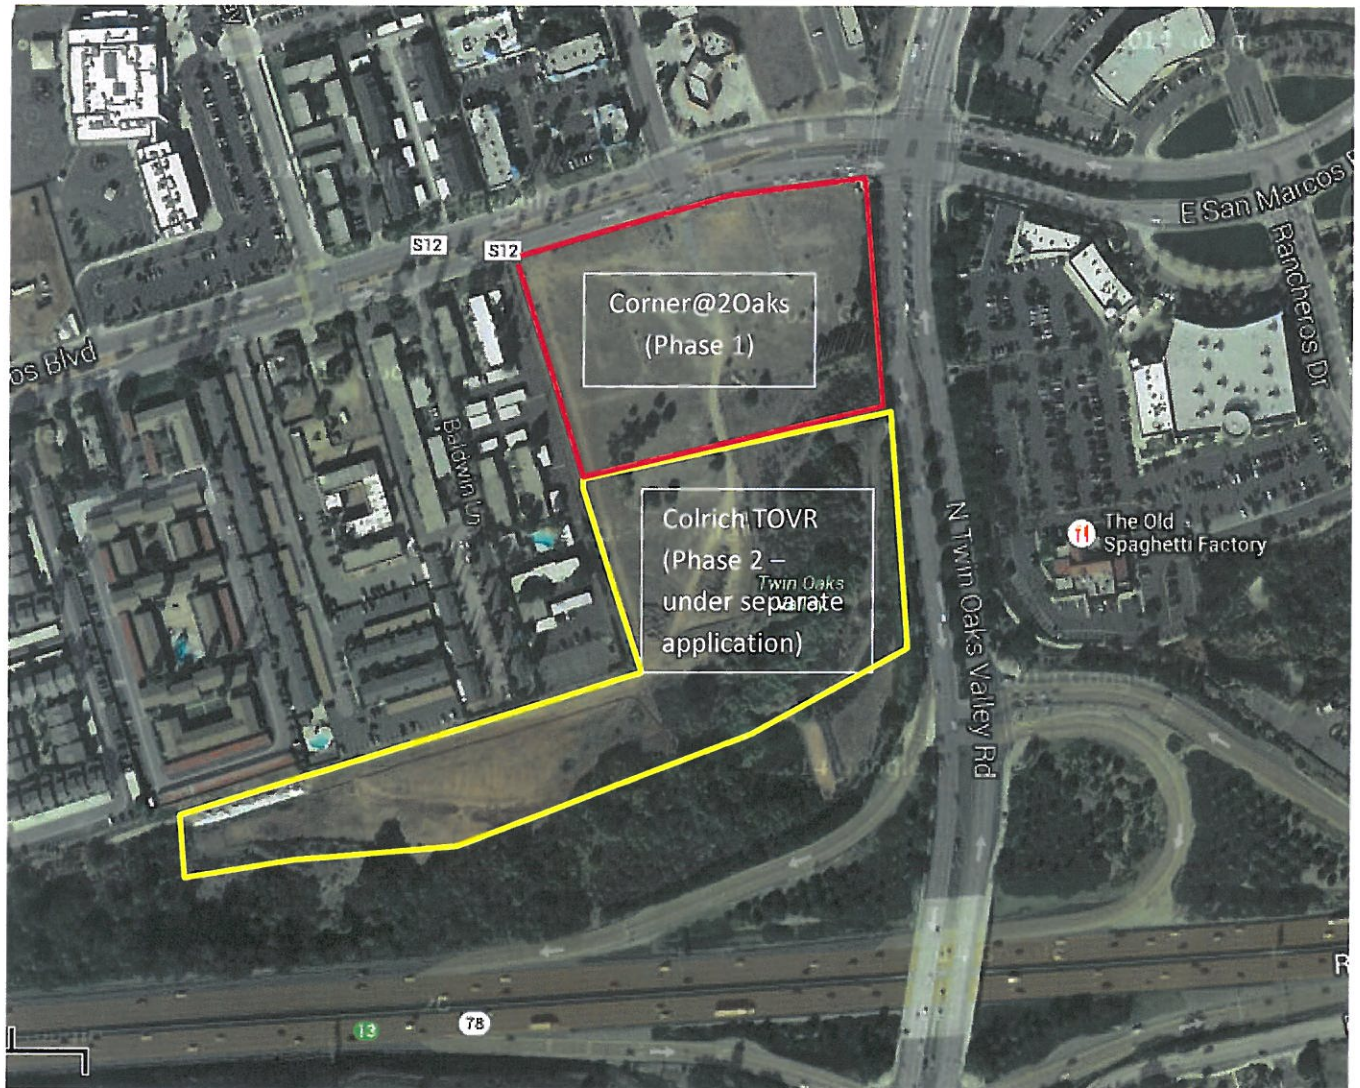 S12
S12
E San Marcos
Rancheros Dr
Corner@2Oaks
(Phase 1)
os Blvd
Baldwin Ln
Colrich TOVR
(Phase 2 –
under separate
application)
Twin Oaks
Valley
N Twin Oaks Valley Rd
The Old
Spaghetti Factory
13
78
R